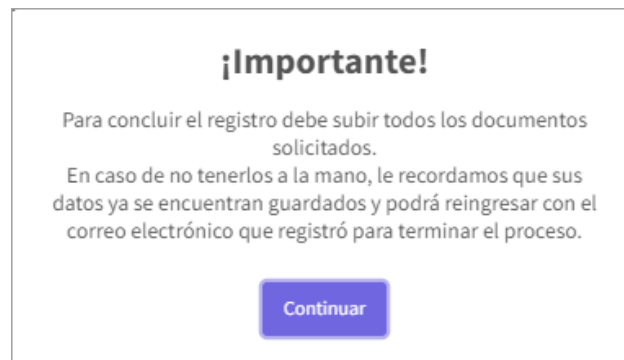 ¡Importante!
Para concluir el registro debe subir todos los documentos
solicitados.
En caso de no tenerlos a la mano, le recordamos que sus
datos ya se encuentran guardados y podrá reingresar con el
correo electrónico que registró para terminar el proceso.
Continuar